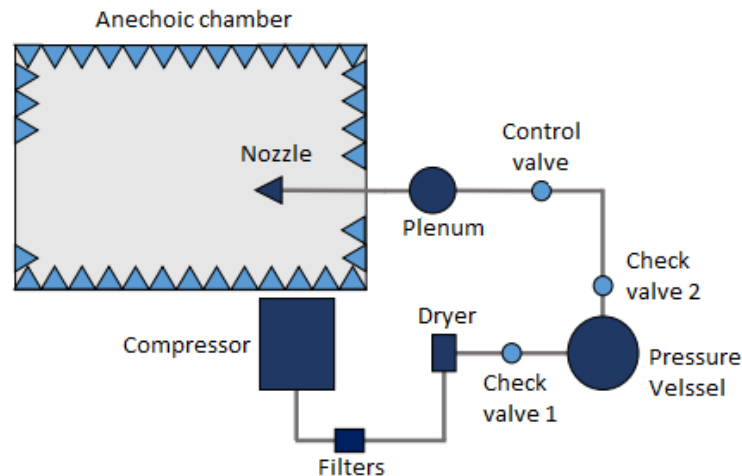 Anechoic chamber
Nozzle
Control
valve
Plenum
Check
valve 2
Dryer
Compressor
Pressure
Velssel
Check
valve 1
Filters